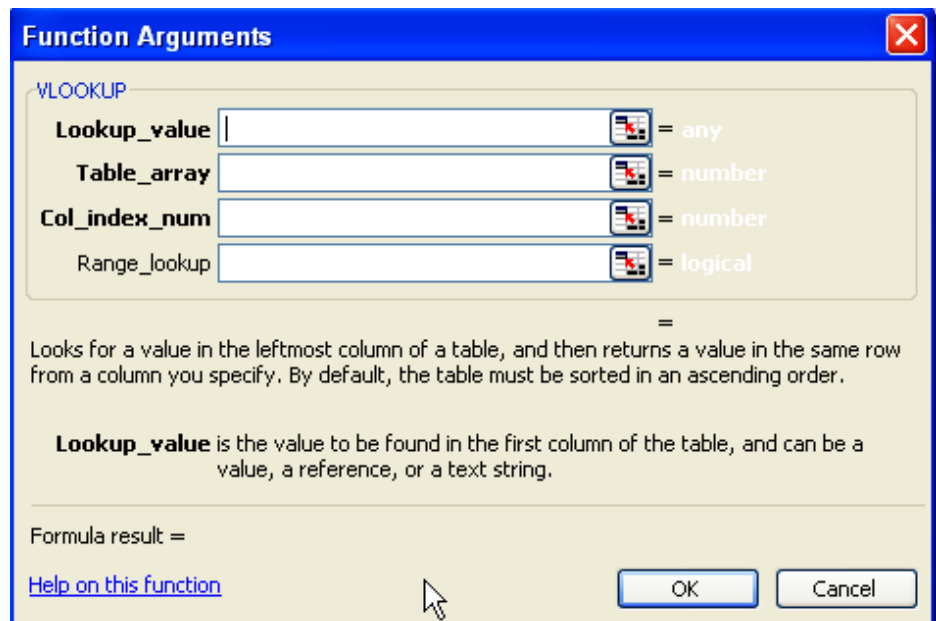 Function Arguments
VLOOKUP
Lookup_value = any
Table_array = number
Col_index_num = number
Range_lookup = logical
=
Looks for a value in the leftmost column of a table, and then returns a value in the same row
from a column you specify. By default, the table must be sorted in an ascending order.
Lookup_value is the value to be found in the first column of the table, and can be a
value, a reference, or a text string.
Formula result =
Help on this function OK Cancel